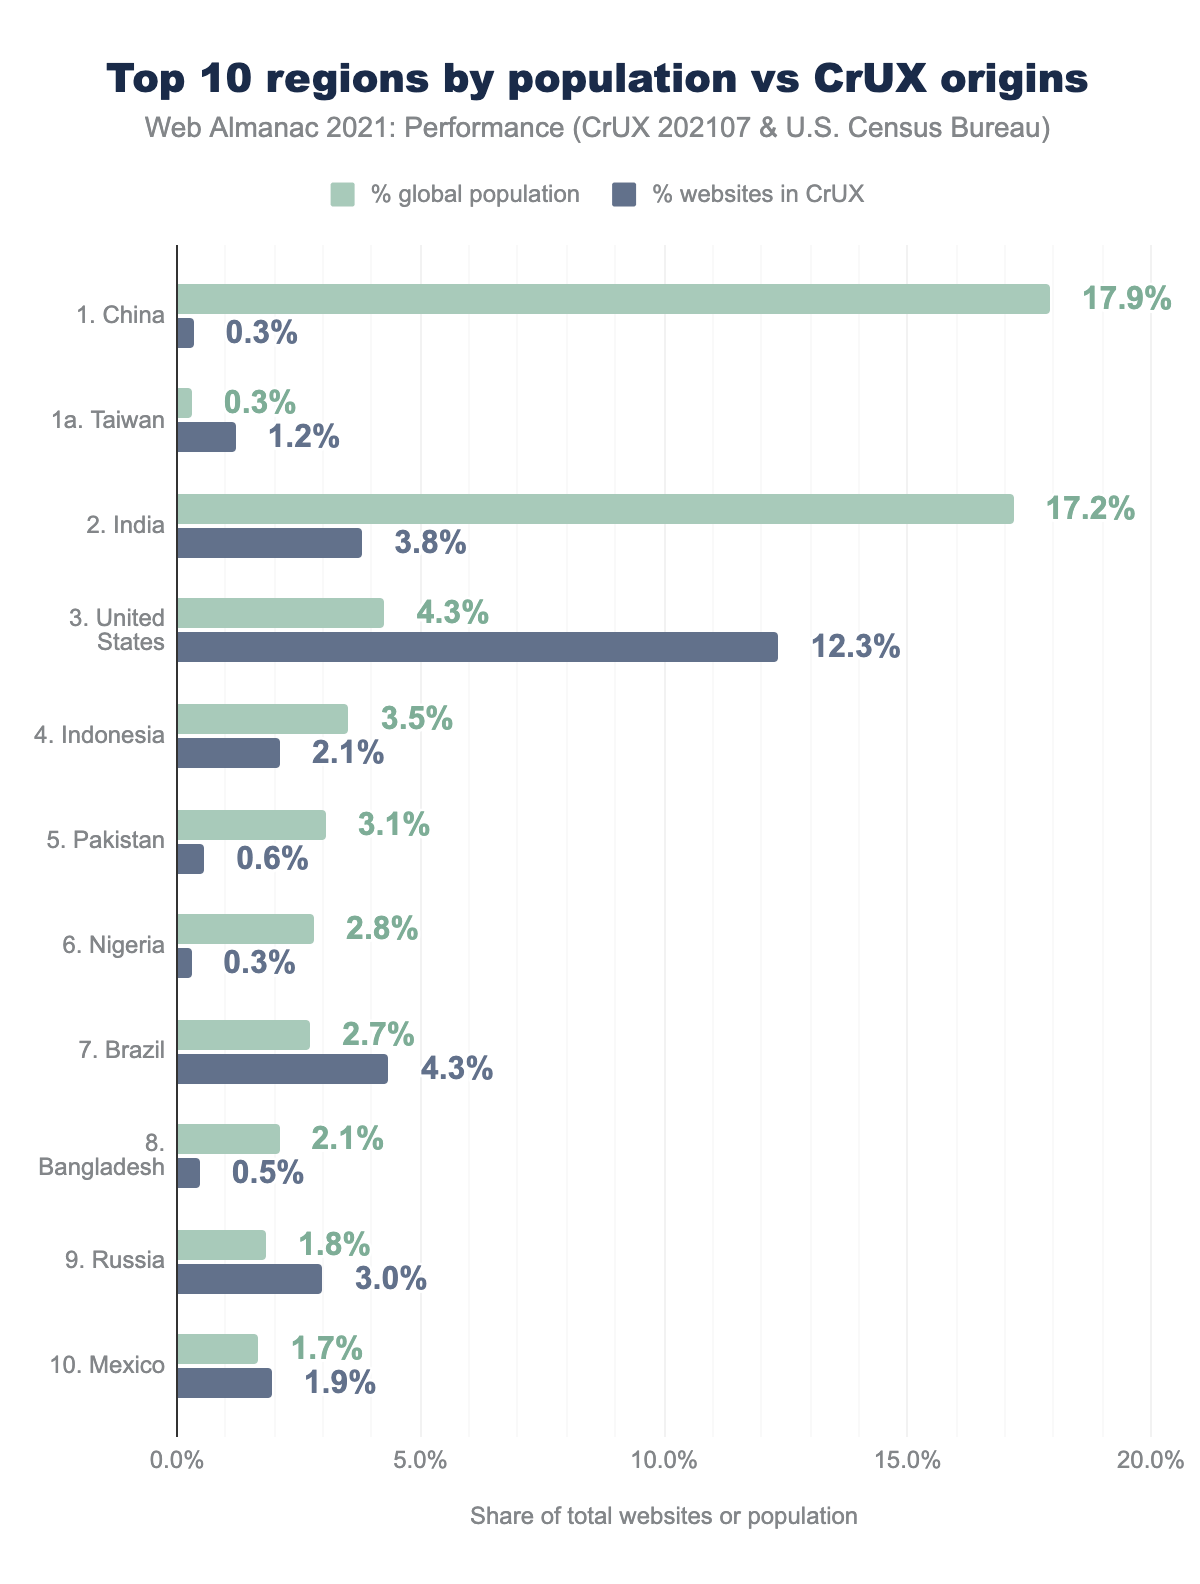 Top 10 regions by population vs CrUX origins
Web Almanac 2021: Performance (CrUX 202107 & U.S. Census Bureau)
% global population
% websites in CrUX
1. China
17.9%
0.3%
1a. Taiwan
0.3%
1.2%
2. India
17.2%
3.8%
3. United
States
4.3%
12.3%
4. Indonesia
3.5%
2.1%
5. Pakistan
3.1%
0.6%
6. Nigeria
2.8%
0.3%
7. Brazil
2.7%
4.3%
8.
Bangladesh
2.1%
0.5%
9. Russia
1.8%
3.0%
10. Mexico
1.7%
1.9%
0.0%
5.0%
10.0%
15.0%
20.0%
Share of total websites or population